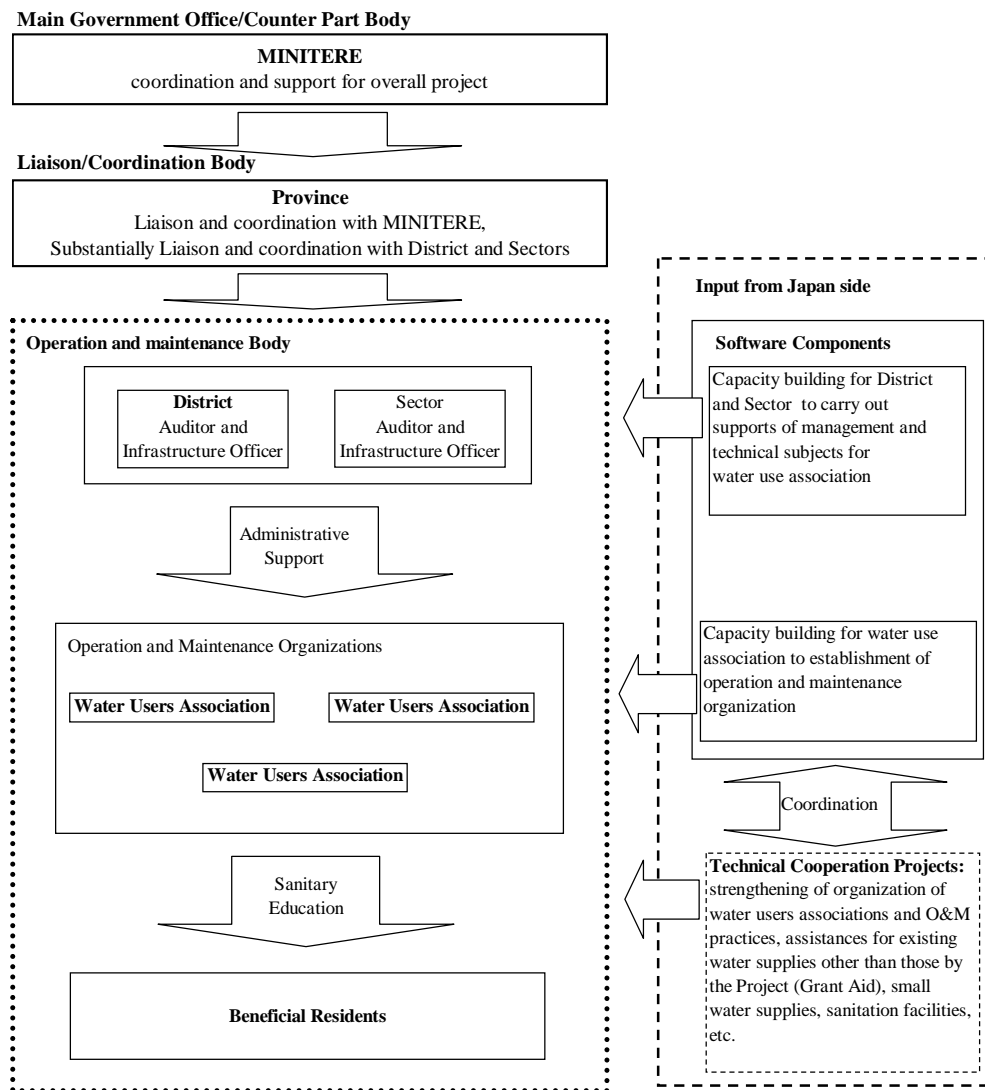 Main Government Office/Counter Part Body
MINITERE
coordination and support for overall project
Liaison/Coordination Body
Province
Liaison and coordination with MINITERE,
Substantially Liaison and coordination with District and Sectors
Operation and maintenance Body
District
Auditor and
Infrastructure Officer
Sector
Auditor and
Infrastructure Officer
Administrative
Support
Operation and Maintenance Organizations
Water Users Association
Water Users Association
Water Users Association
Sanitary
Education
Beneficial Residents
Input from Japan side
Software Components
Capacity building for District
and Sector to carry out
supports of management and
technical subjects for
water use association
Capacity building for water use
association to establishment of
operation and maintenance
organization
Coordination
Technical Cooperation Projects:
strengthening of organization of
water users associations and O&M
practices, assistances for existing
water supplies other than those by
the Project (Grant Aid), small
water supplies, sanitation facilities,
etc.